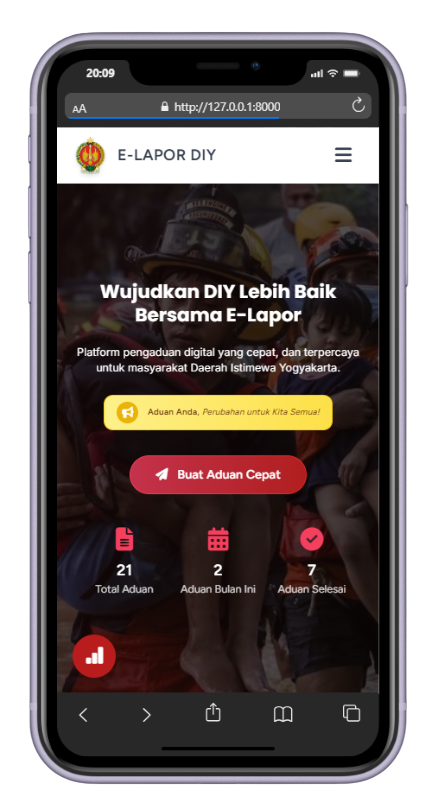 20:09
AA http://127.0.0.1:8000
E-LAPOR DIY
Wujudkan DIY Lebih Baik
Bersama E-Lapor
Platform pengaduan digital yang cepat, dan terpercaya
untuk masyarakat Daerah Istimewa Yogyakarta.
Aduan Anda, Perubahan untuk Kita Semua!
Buat Aduan Cepat
21 2 7
Total Aduan Aduan Bulan Ini Aduan Selesai